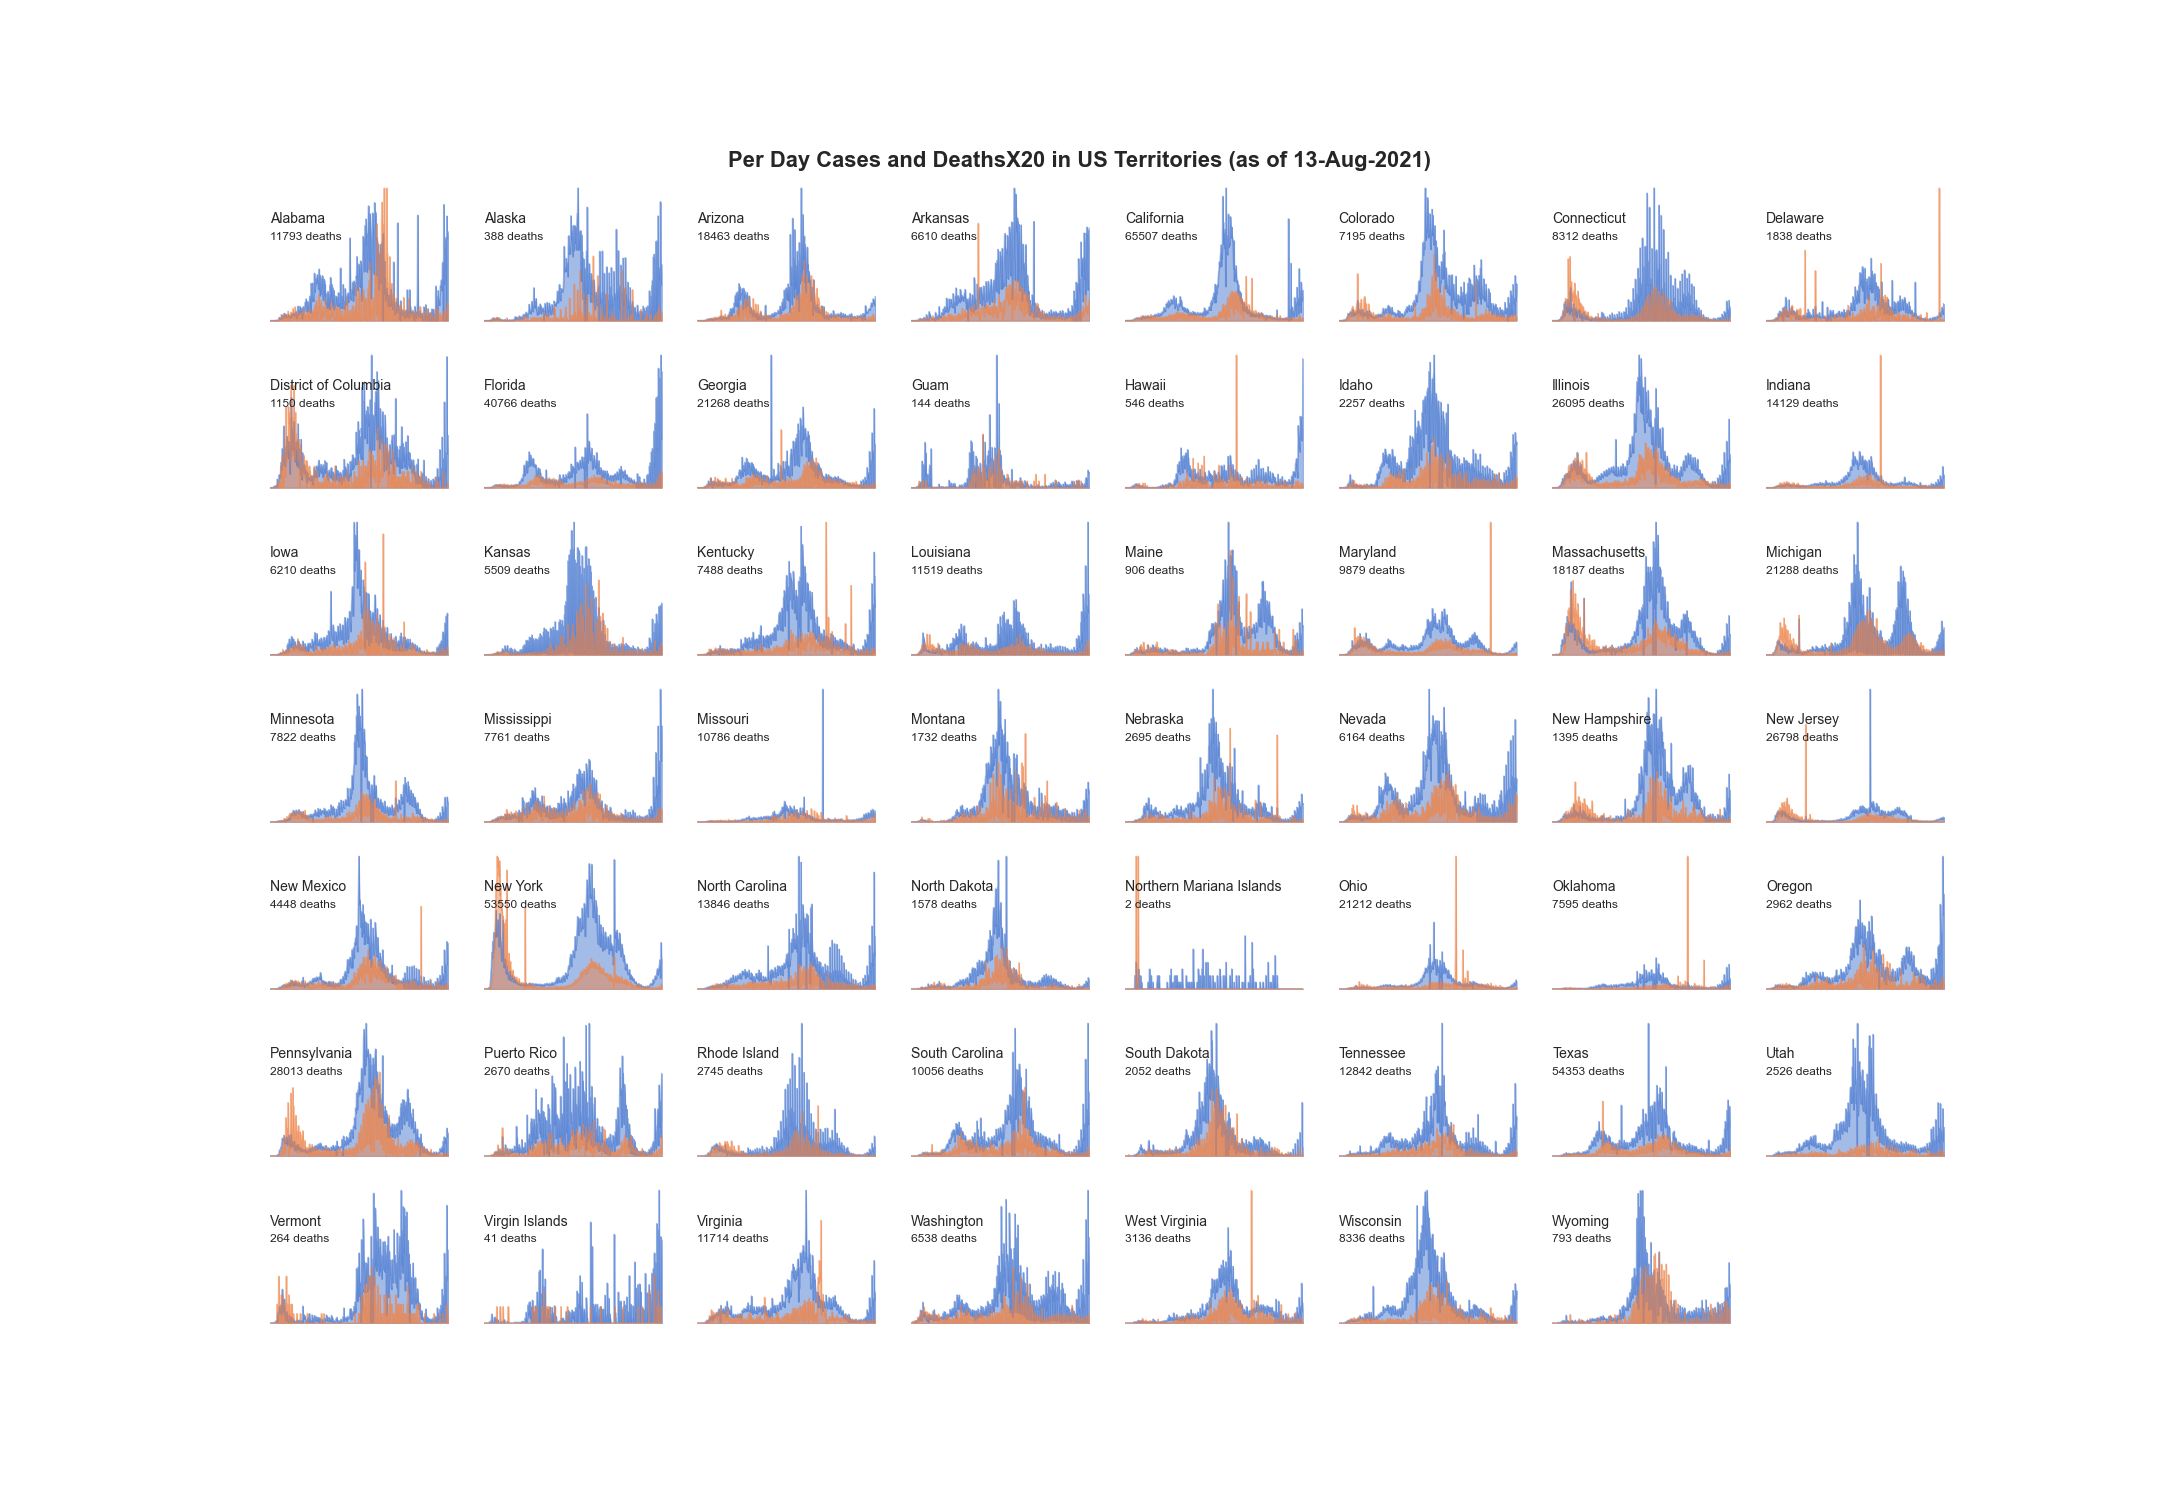 Per Day Cases and DeathsX20 in US Territories (as of 13-Aug-2021)
Alabama
11793 deaths
Alaska
388 deaths
Arizona
18463 deaths
Arkansas
6610 deaths
California
65507 deaths
Colorado
7195 deaths
Connecticut
8312 deaths
Delaware
1838 deaths
District of Columbia
1150 deaths
Florida
40766 deaths
Georgia
21268 deaths
Guam
144 deaths
Hawaii
546 deaths
Idaho
2257 deaths
Illinois
26095 deaths
Indiana
14129 deaths
Iowa
6210 deaths
Kansas
5509 deaths
Kentucky
7488 deaths
Louisiana
11519 deaths
Maine
906 deaths
Maryland
9879 deaths
Massachusetts
18187 deaths
Michigan
21288 deaths
Minnesota
7822 deaths
Mississippi
7761 deaths
Missouri
10786 deaths
Montana
1732 deaths
Nebraska
2695 deaths
Nevada
6164 deaths
New Hampshire
1395 deaths
New Jersey
26798 deaths
New Mexico
4448 deaths
New York
53550 deaths
North Carolina
13846 deaths
North Dakota
1578 deaths
Northern Mariana Islands
2 deaths
Ohio
21212 deaths
Oklahoma
7595 deaths
Oregon
2962 deaths
Pennsylvania
28013 deaths
Puerto Rico
2670 deaths
Rhode Island
2745 deaths
South Carolina
10056 deaths
South Dakota
2052 deaths
Tennessee
12842 deaths
Texas
54353 deaths
Utah
2526 deaths
Vermont
264 deaths
Virgin Islands
41 deaths
Virginia
11714 deaths
Washington
6538 deaths
West Virginia
3136 deaths
Wisconsin
8336 deaths
Wyoming
793 deaths